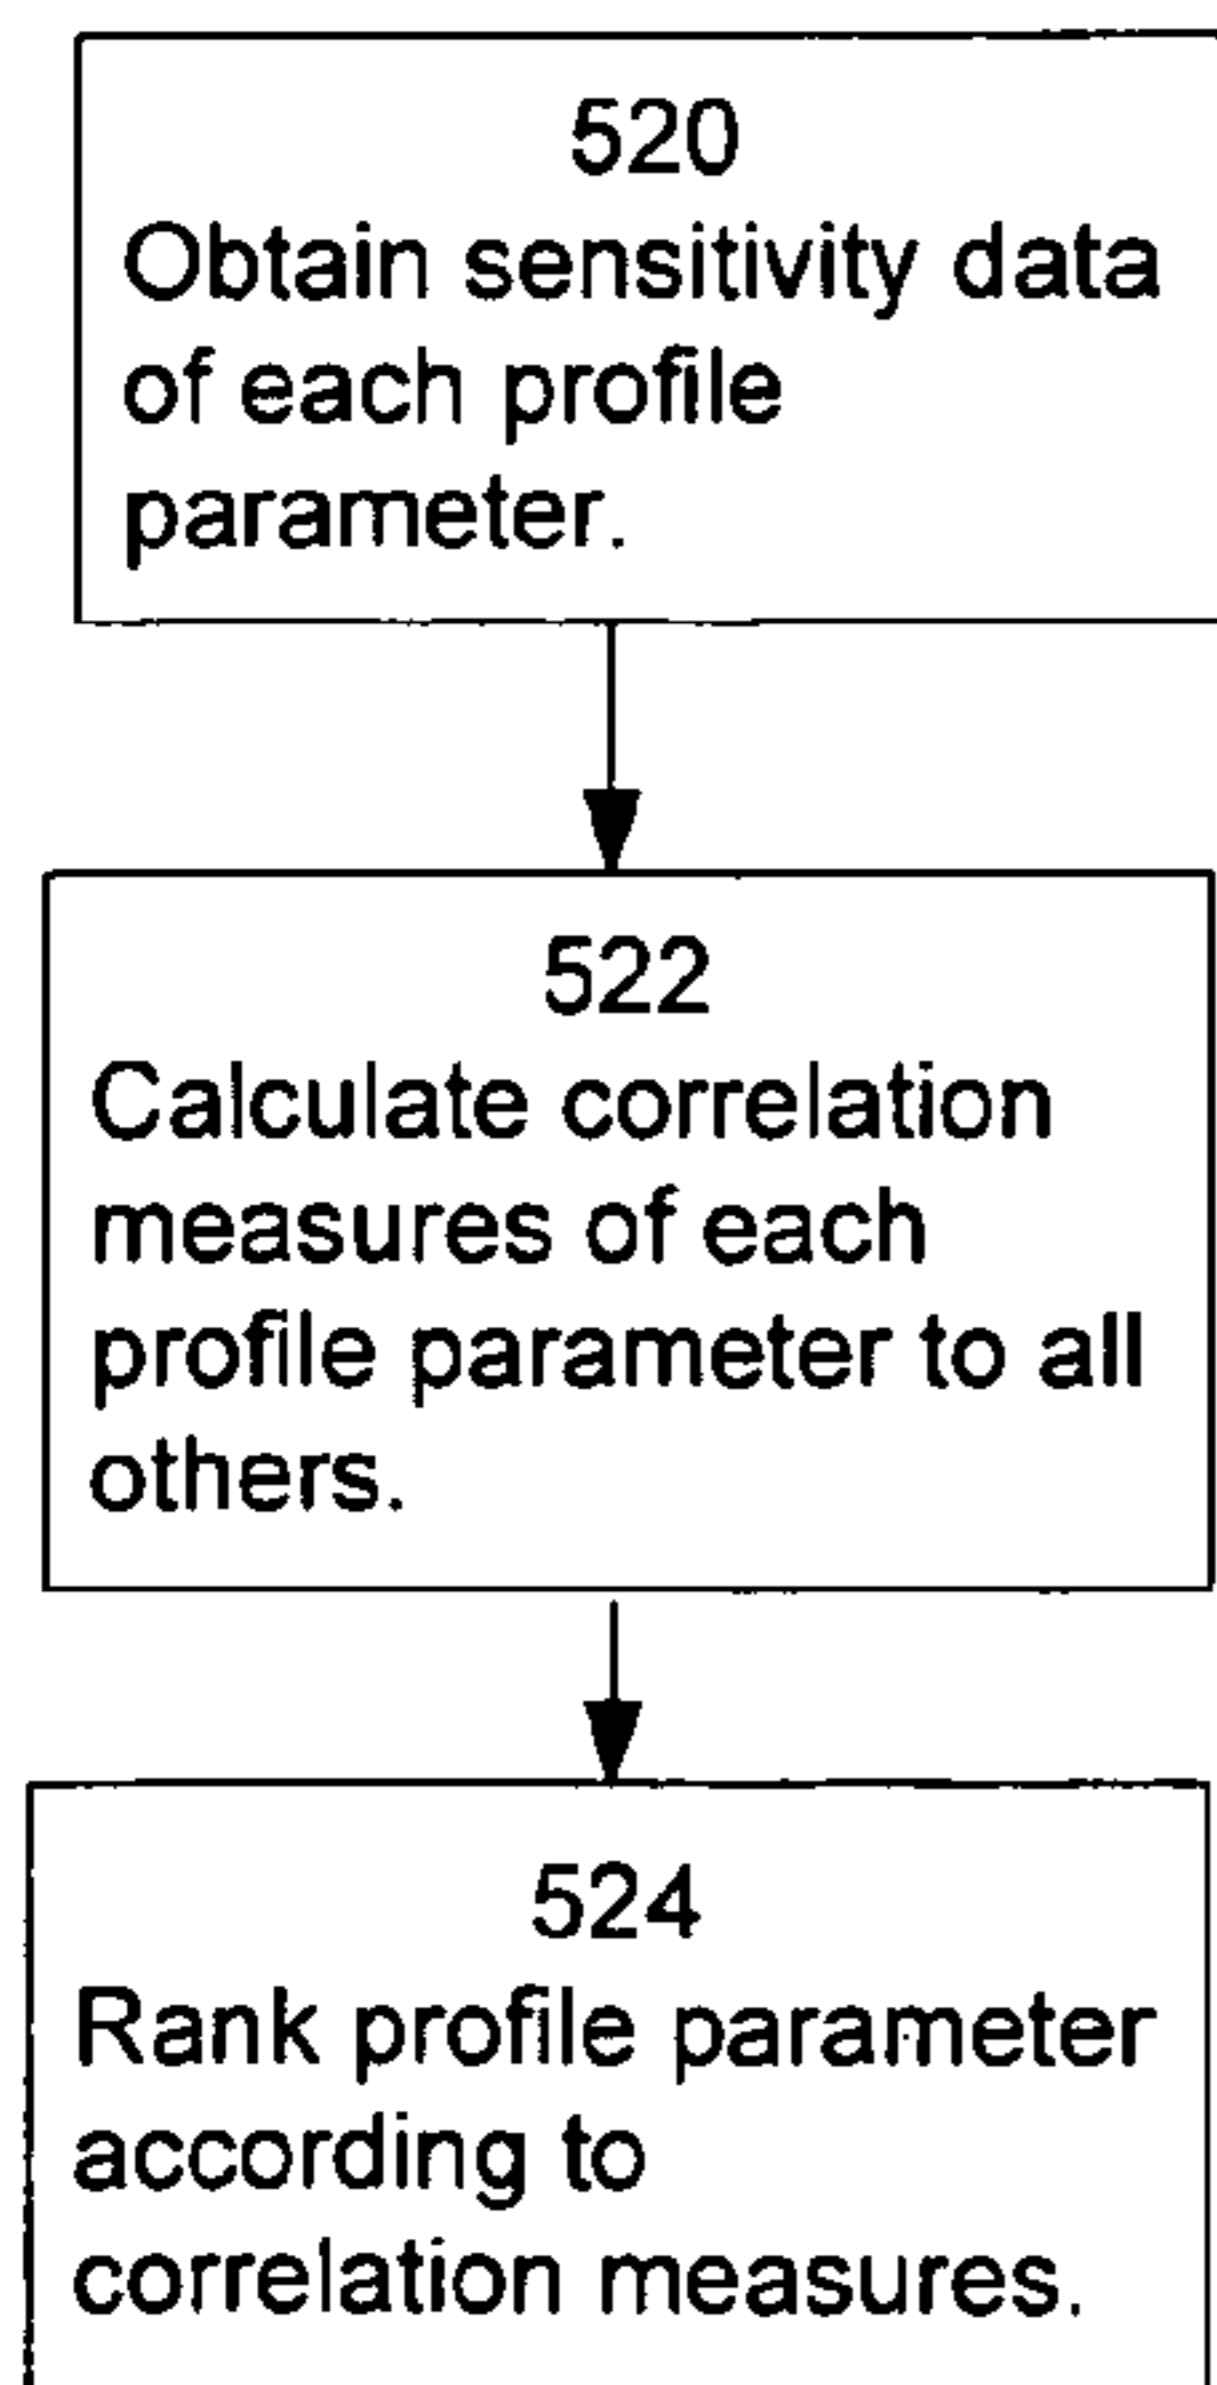 520
Obtain sensitivity data
of each profile
parameter.
522
Calculate correlation
measures of each
profile parameter to all
others.
524
Rank profile parameter
according to
correlation measures.